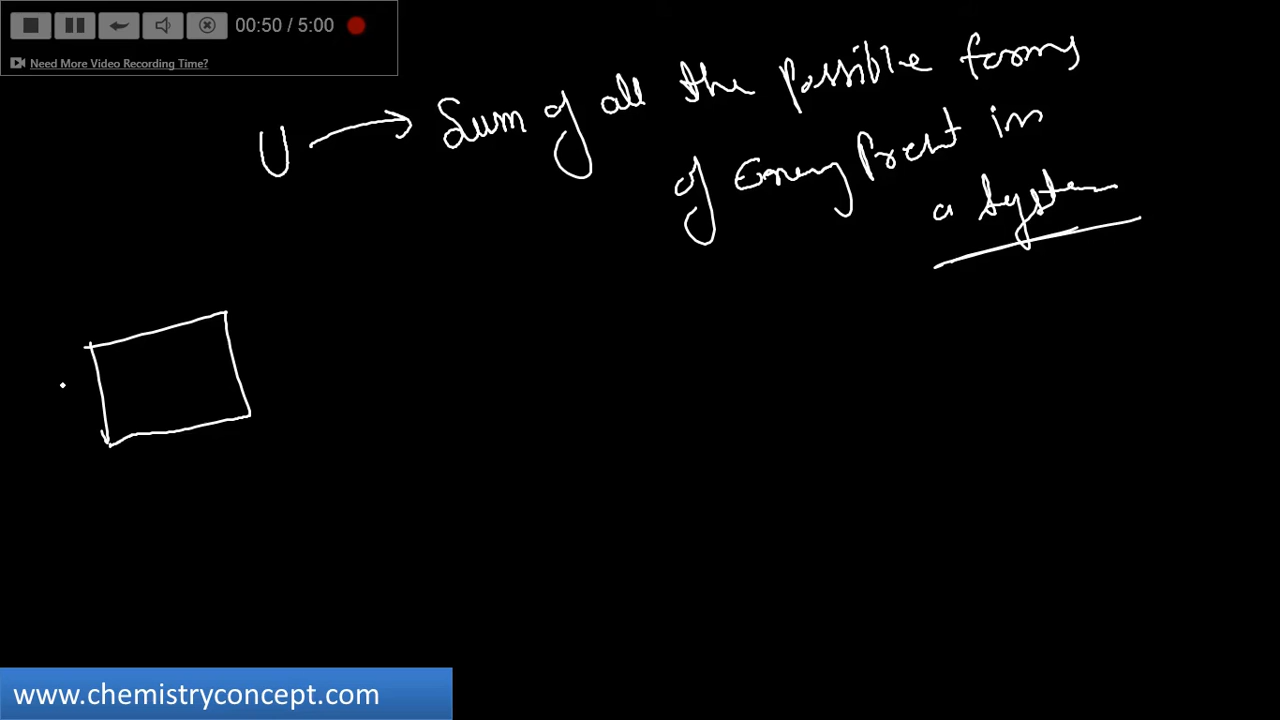 00:50 / 5:00
Need More Video Recording Time?
U → Sum of all the possible forms
of Energy Present in
a System
www.chemistryconcept.com